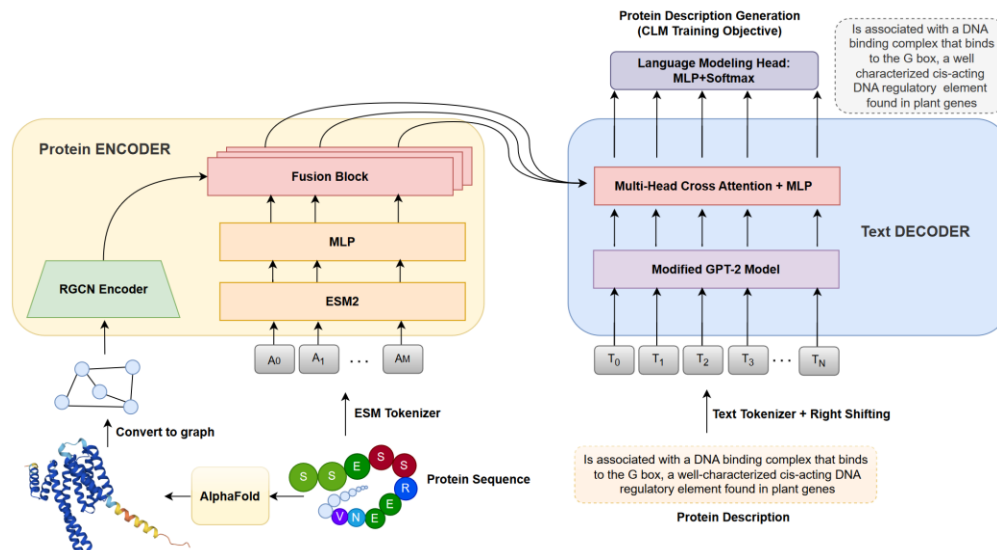 Protein Description Generation
(CLM Training Objective)
Is associated with a DNA
binding complex that binds
to the G box, a well
characterized cis-acting
DNA regulatory element
found in plant genes
Language Modeling Head:
MLP+Softmax
Protein ENCODER
Fusion Block
Multi-Head Cross Attention + MLP
MLP
Text DECODER
RGCN Encoder
Modified GPT-2 Model
ESM2
A0 A1 ... AM
T0 T1 T2 T3 ... TN
ESM Tokenizer
Text Tokenizer + Right Shifting
Convert to graph
AlphaFold
S S E S S R E E N V
Protein Sequence
Is associated with a DNA binding complex that binds
to the G box, a well-characterized cis-acting DNA
regulatory element found in plant genes
Protein Description